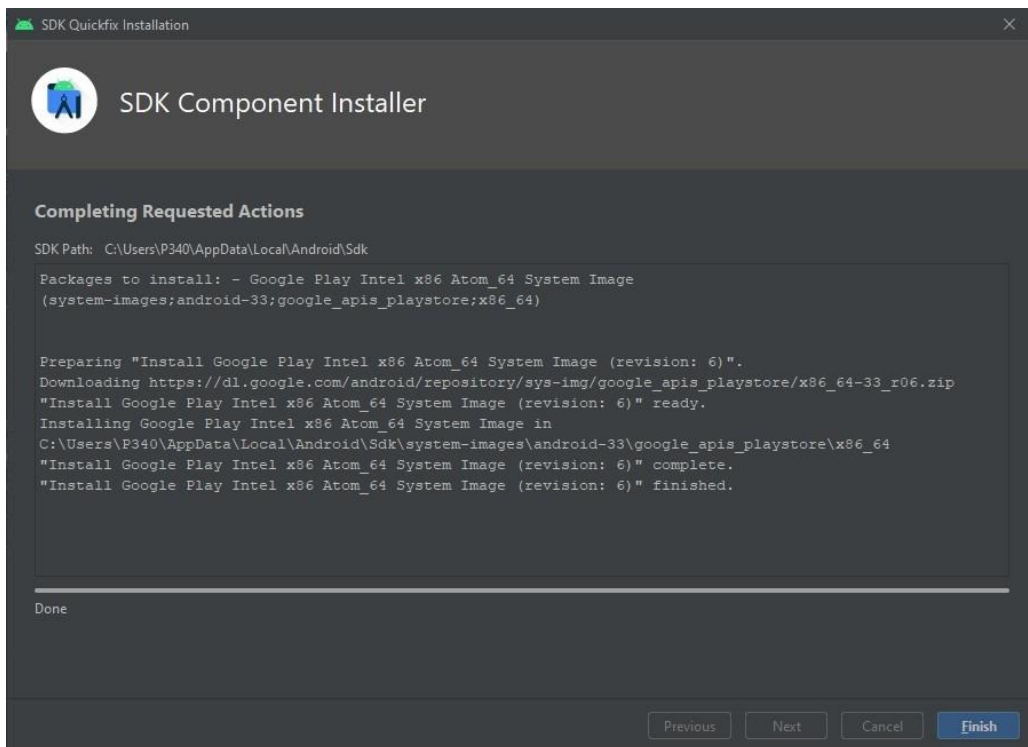 SDK Quickfix Installation
SDK Component Installer
Completing Requested Actions
SDK Path: C:\Users\P340\AppData\Local\Android\Sdk
Packages to install: - Google Play Intel x86 Atom_64 System Image
(system-images;android-33;google_apis_playstore;x86_64)
Preparing "Install Google Play Intel x86 Atom_64 System Image (revision: 6)".
Downloading https://dl.google.com/android/repository/sys-img/google_apis_playstore/x86_64-33_r06.zip
"Install Google Play Intel x86 Atom_64 System Image (revision: 6)" ready.
Installing Google Play Intel x86 Atom_64 System Image in
C:\Users\P340\AppData\Local\Android\Sdk\system-images\android-33\google_apis_playstore\x86_64
"Install Google Play Intel x86 Atom_64 System Image (revision: 6)" complete.
"Install Google Play Intel x86 Atom_64 System Image (revision: 6)" finished.
Done
Previous Next Cancel Finish